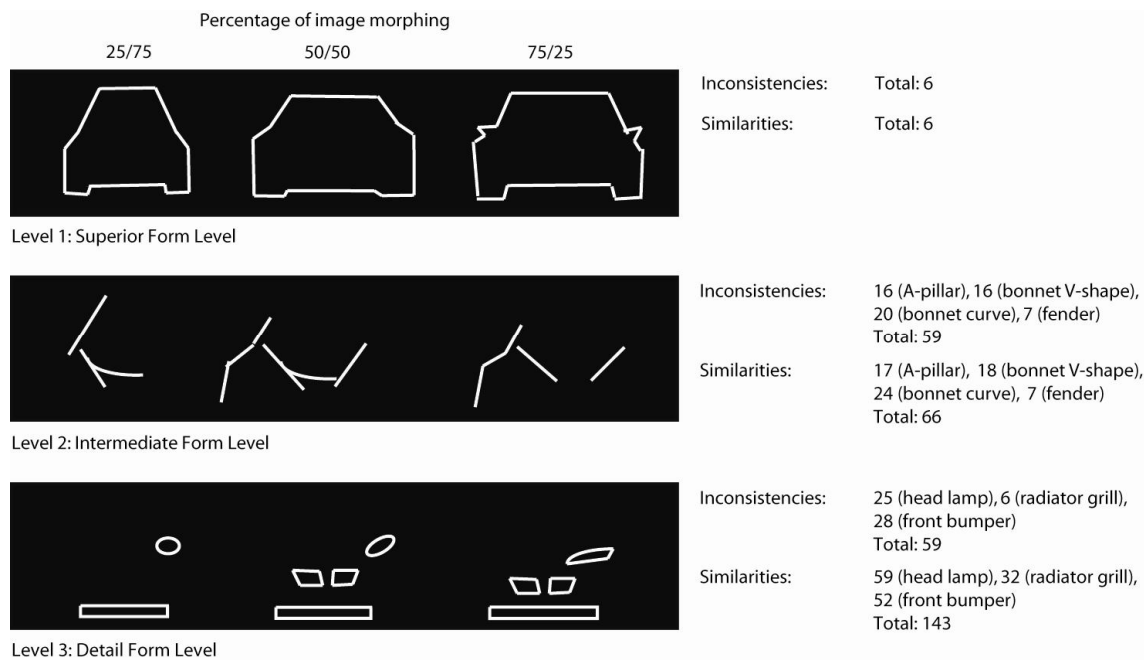 Percentage of image morphing
25/75 50/50 75/25
Inconsistencies: Total: 6
Similarities: Total: 6
Level 1: Superior Form Level
Inconsistencies: 16 (A-pillar), 16 (bonnet V-shape),
20 (bonnet curve), 7 (fender)
Total: 59
Similarities: 17 (A-pillar), 18 (bonnet V-shape),
24 (bonnet curve), 7 (fender)
Total: 66
Level 2: Intermediate Form Level
Inconsistencies: 25 (head lamp), 6 (radiator grill),
28 (front bumper)
Total: 59
Similarities: 59 (head lamp), 32 (radiator grill),
52 (front bumper)
Total: 143
Level 3: Detail Form Level